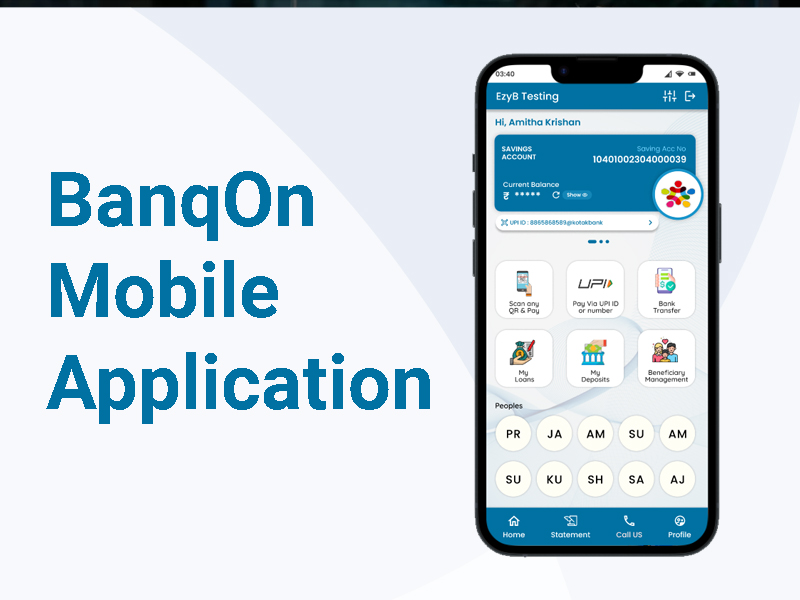 BanqOn
Mobile
Application
03:40
EzyB Testing
Hi, Amitha Krishan
SAVINGS
ACCOUNT
Saving Acc No
10401002304000039
Current Balance
₹ *****
Show
UPI ID : 8865868589@kotakbank
Scan any
QR & Pay
UPI
Pay Via UPI ID
or number
Bank
Transfer
My
Loans
My
Deposits
Beneficiary
Management
Peoples
PR JA AM SU AM
SU KU SH SA AJ
Home Statement Call US Profile